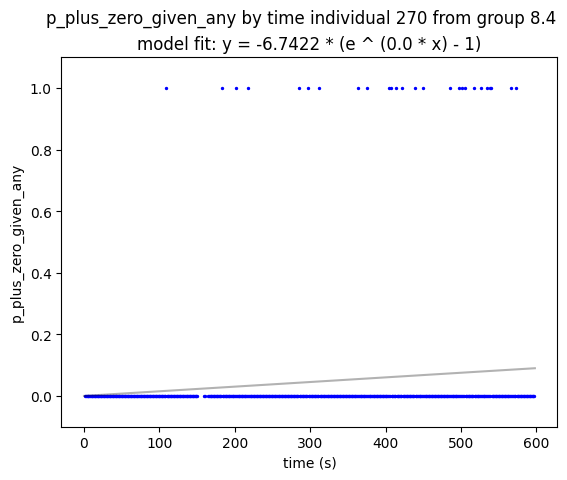 p_plus_zero_given_any by time individual 270 from group 8.4
model fit: y = -6.7422 * (e ^ (0.0 * x) - 1)
1.0
0.8
0.6
0.4
0.2
0.0
p_plus_zero_given_any
0 100 200 300 400 500 600
time (s)